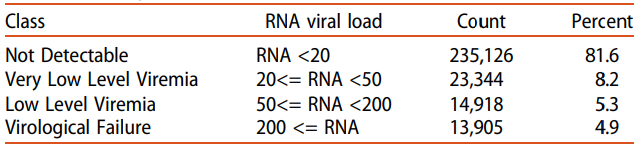 Class RNA viral load Count Percent
Not Detectable RNA <20 235,126 81.6
Very Low Level Viremia 20<= RNA <50 23,344 8.2
Low Level Viremia 50<= RNA <200 14,918 5.3
Virological Failure 200 <= RNA 13,905 4.9